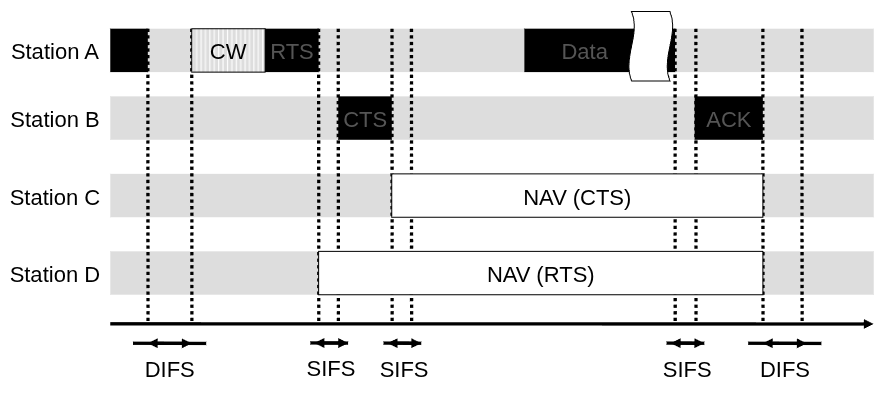 Station A
CW
RTS
Data
Station B
CTS
ACK
Station C
NAV (CTS)
Station D
NAV (RTS)
DIFS
SIFS
SIFS
SIFS
DIFS